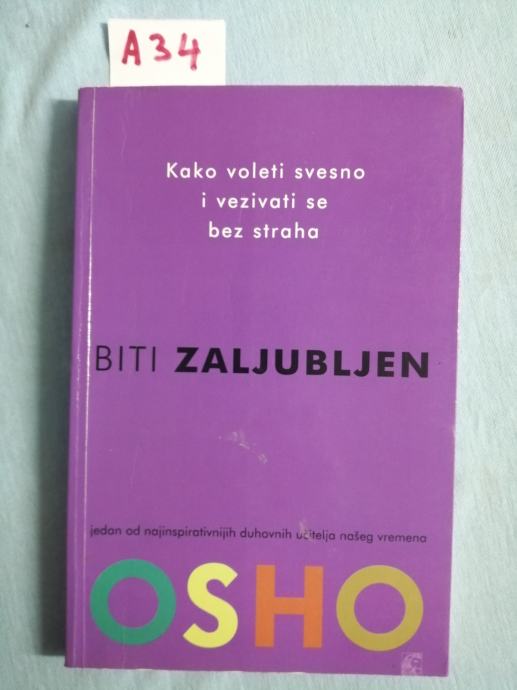 A34
Kako voleti svesno
i vezivati se
bez straha
BITI ZALJUBLJEN
jedan od najinspirativnijih duhovnih učitelja našeg vremena
OSHO